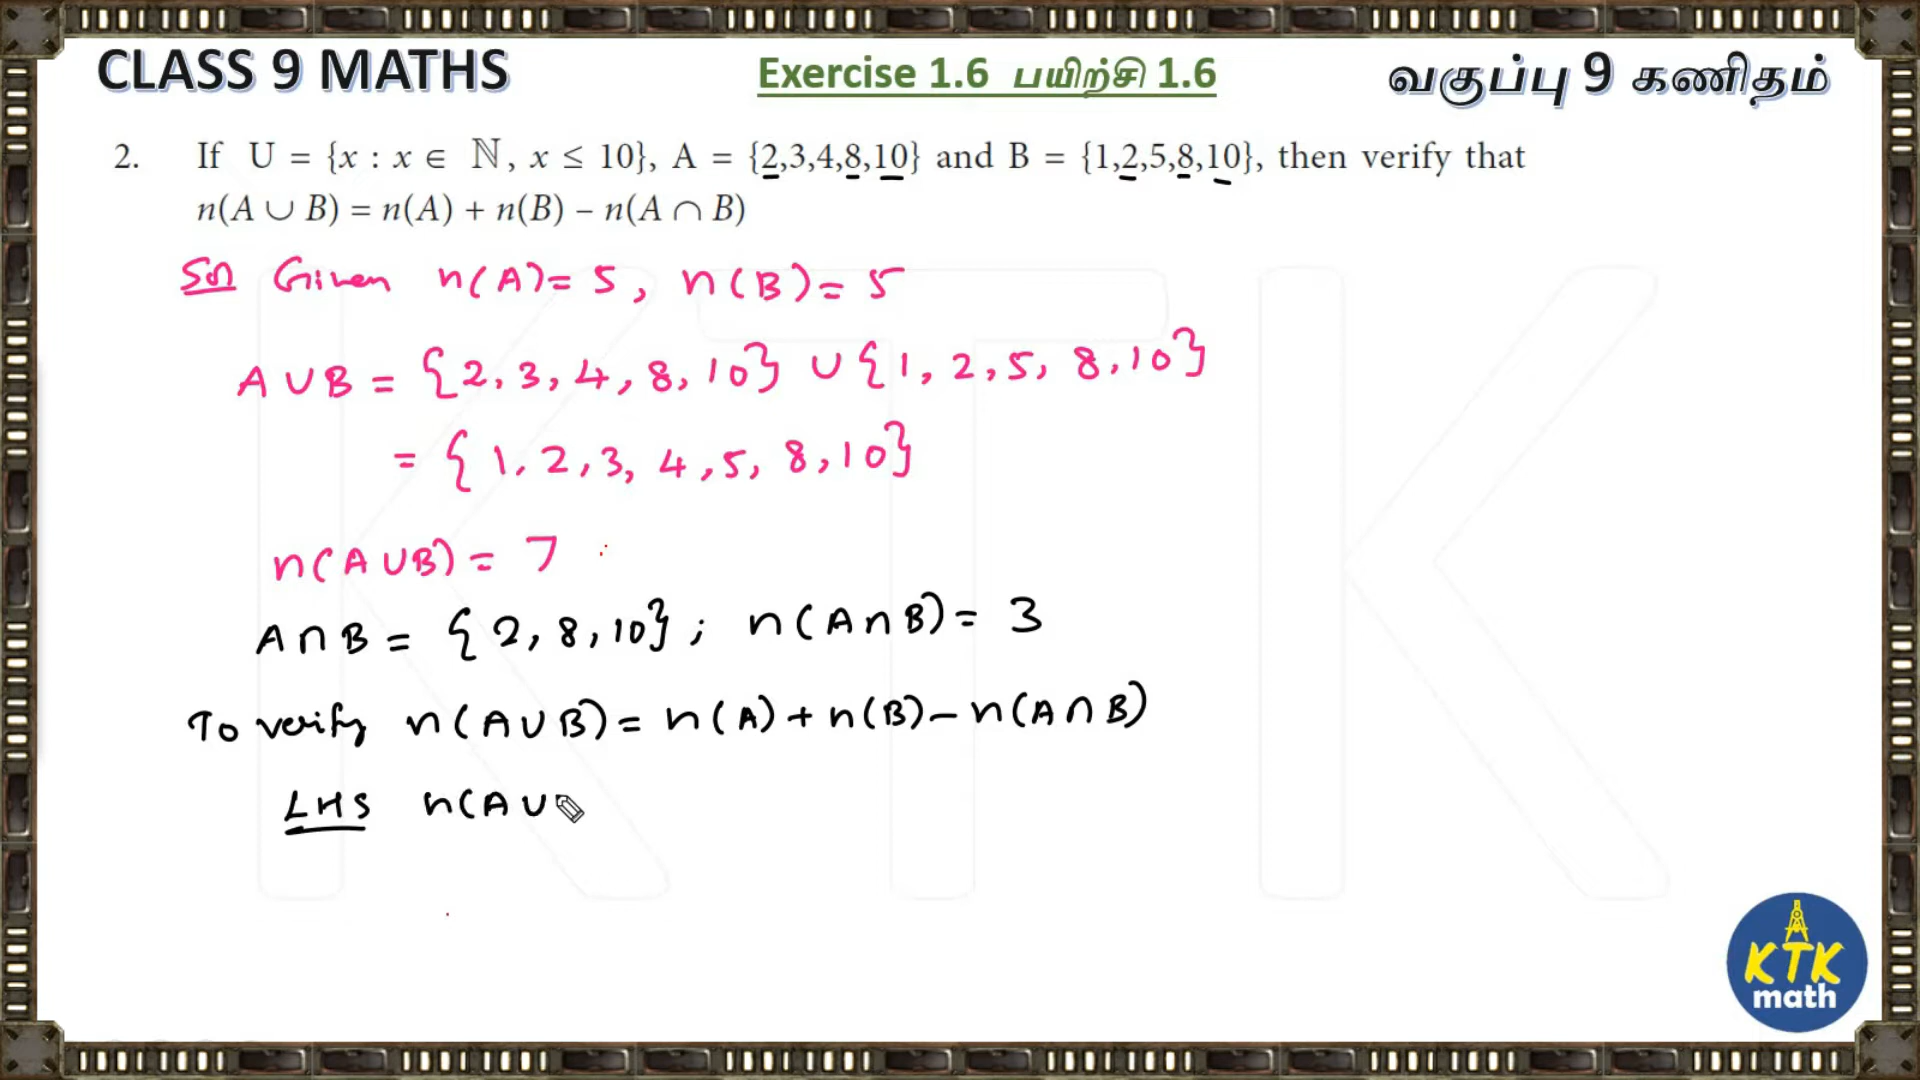 CLASS 9 MATHS
Exercise 1.6 பயிற்சி 1.6
வகுப்பு 9 கணிதம்
2. If U = {x : x ∈ ℕ, x ≤ 10}, A = {2,3,4,8,10} and B = {1,2,5,8,10}, then verify that
n(A ∪ B) = n(A) + n(B) – n(A ∩ B)
Sol Given n(A) = 5, n(B) = 5
A ∪ B = {2, 3, 4, 8, 10} ∪ {1, 2, 5, 8, 10}
= {1, 2, 3, 4, 5, 8, 10}
n(A ∪ B) = 7
A ∩ B = {2, 8, 10}; n(A ∩ B) = 3
To verify n(A ∪ B) = n(A) + n(B) – n(A ∩ B)
LHS n(A ∪
KTK
math